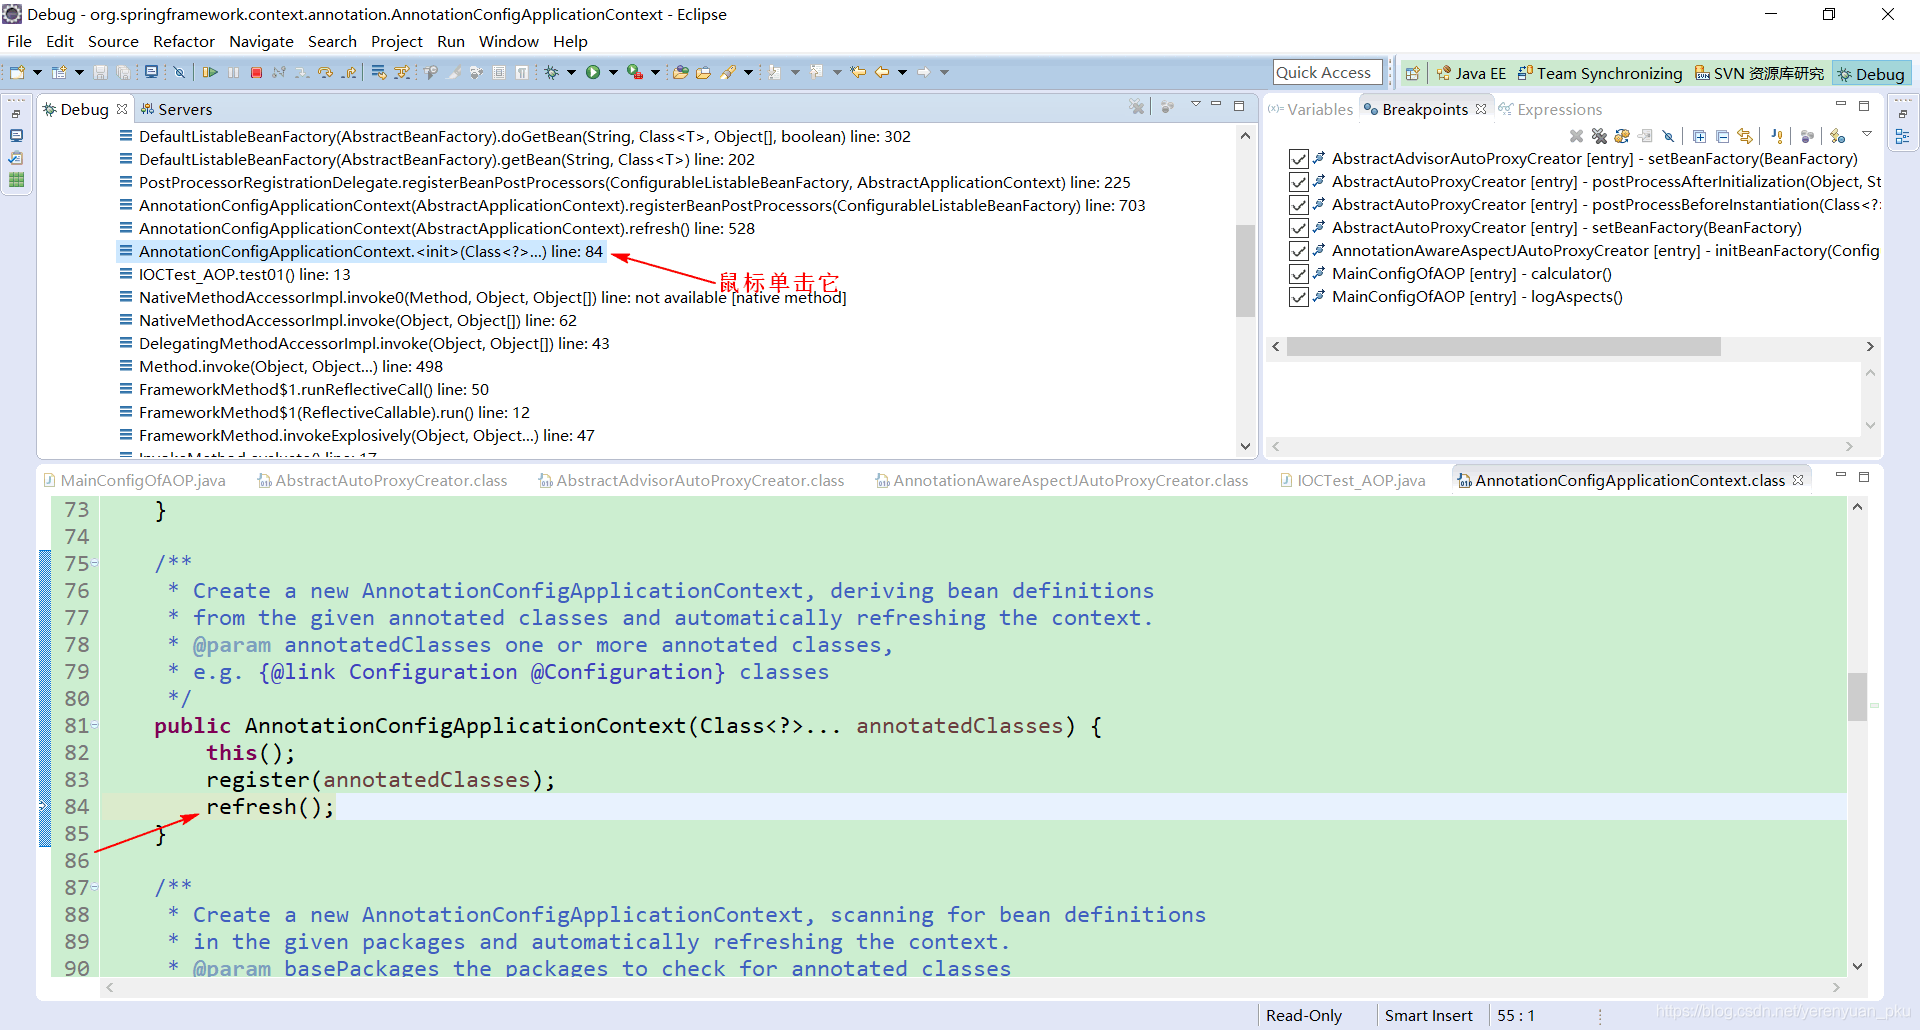 Debug - org.springframework.context.annotation.AnnotationConfigApplicationContext - Eclipse
File Edit Source Refactor Navigate Search Project Run Window Help
Quick Access Java EE Team Synchronizing SVN 资源库研究 Debug
Debug Servers
DefaultListableBeanFactory(AbstractBeanFactory).doGetBean(String, Class<T>, Object[], boolean) line: 302
DefaultListableBeanFactory(AbstractBeanFactory).getBean(String, Class<T>) line: 202
PostProcessorRegistrationDelegate.registerBeanPostProcessors(ConfigurableListableBeanFactory, AbstractApplicationContext) line: 225
AnnotationConfigApplicationContext(AbstractApplicationContext).registerBeanPostProcessors(ConfigurableListableBeanFactory) line: 703
AnnotationConfigApplicationContext(AbstractApplicationContext).refresh() line: 528
AnnotationConfigApplicationContext.<init>(Class<?>...) line: 84
IOCTest_AOP.test01() line: 13
鼠标单击它
NativeMethodAccessorImpl.invoke0(Method, Object, Object[]) line: not available [native method]
NativeMethodAccessorImpl.invoke(Object, Object[]) line: 62
DelegatingMethodAccessorImpl.invoke(Object, Object[]) line: 43
Method.invoke(Object, Object...) line: 498
FrameworkMethod$1.runReflectiveCall() line: 50
FrameworkMethod$1(ReflectiveCallable).run() line: 12
FrameworkMethod.invokeExplosively(Object, Object...) line: 47
InvokeMethod.evaluate() line: 17
(x)= Variables Breakpoints Expressions
AbstractAdvisorAutoProxyCreator [entry] - setBeanFactory(BeanFactory)
AbstractAutoProxyCreator [entry] - postProcessAfterInitialization(Object, St
AbstractAutoProxyCreator [entry] - postProcessBeforeInstantiation(Class<?
AbstractAutoProxyCreator [entry] - setBeanFactory(BeanFactory)
AnnotationAwareAspectJAutoProxyCreator [entry] - initBeanFactory(Config
MainConfigOfAOP [entry] - calculator()
MainConfigOfAOP [entry] - logAspects()
MainConfigOfAOP.java AbstractAutoProxyCreator.class AbstractAdvisorAutoProxyCreator.class AnnotationAwareAspectJAutoProxyCreator.class IOCTest_AOP.java AnnotationConfigApplicationContext.class
73 }
74
75 /**
76 * Create a new AnnotationConfigApplicationContext, deriving bean definitions
77 * from the given annotated classes and automatically refreshing the context.
78 * @param annotatedClasses one or more annotated classes,
79 * e.g. {@link Configuration @Configuration} classes
80 */
81 public AnnotationConfigApplicationContext(Class<?>... annotatedClasses) {
82 this();
83 register(annotatedClasses);
84 refresh();
85 }
86
87 /**
88 * Create a new AnnotationConfigApplicationContext, scanning for bean definitions
89 * in the given packages and automatically refreshing the context.
90 * @param basePackages the packages to check for annotated classes
Read-Only Smart Insert 55 : 1
https://blog.csdn.net/yerenyuan_pku